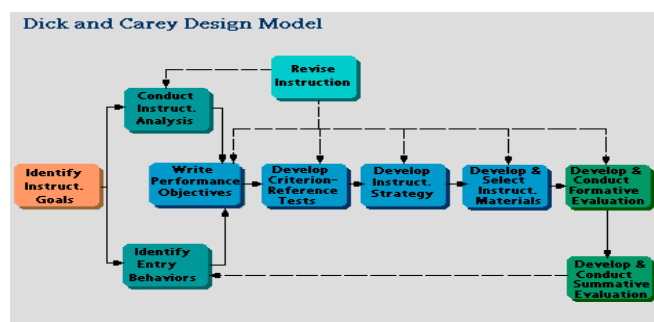 Dick and Carey Design Model
Revise
Instruction
Conduct
Instruct.
Analysis
Identify
Instruct.
Goals
Write
Performance
Objectives
Develop
Criterion-
Reference
Tests
Develop
Instruct.
Strategy
Develop &
Select
Instruct.
Materials
Develop &
Conduct
Formative
Evaluation
Identify
Entry
Behaviors
Develop &
Conduct
Summative
Evaluation